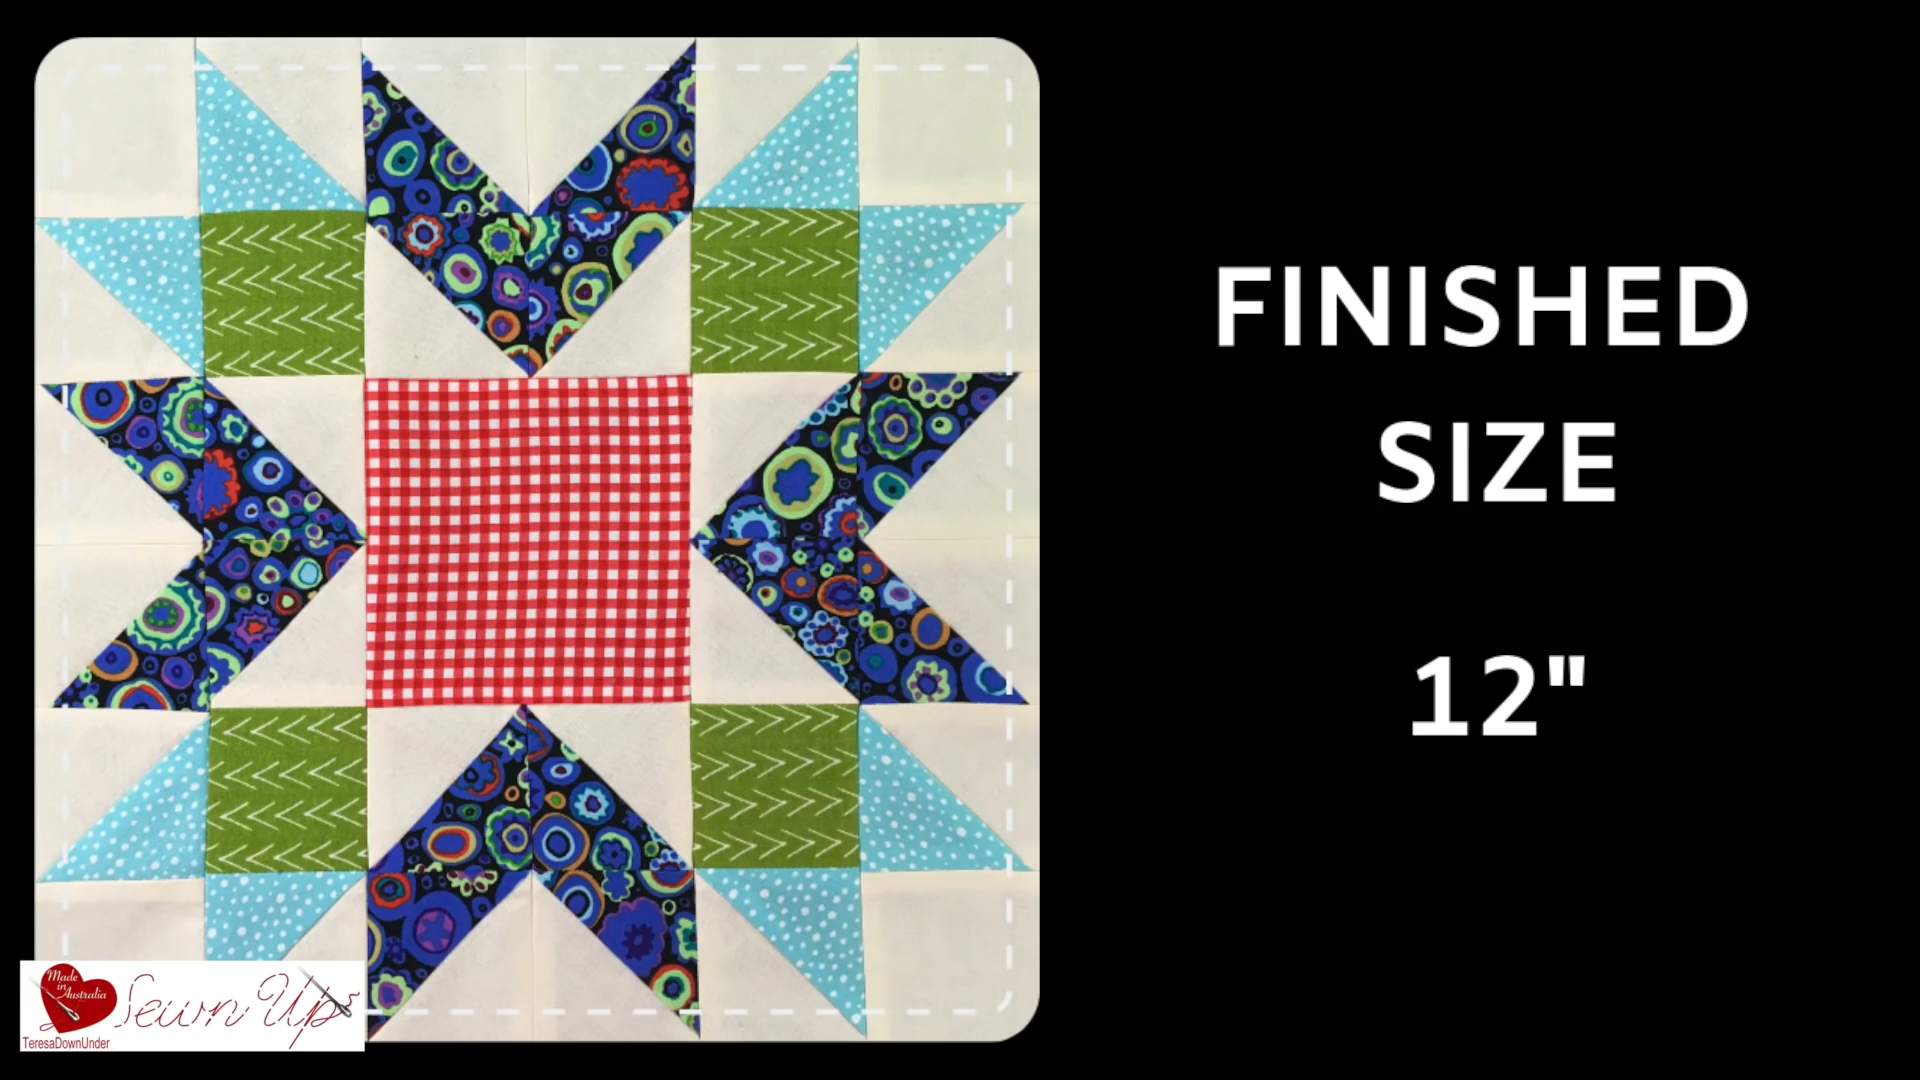 FINISHED
SIZE
12"
Made
in
Australia
Sewn Up
TeresaDownUnder